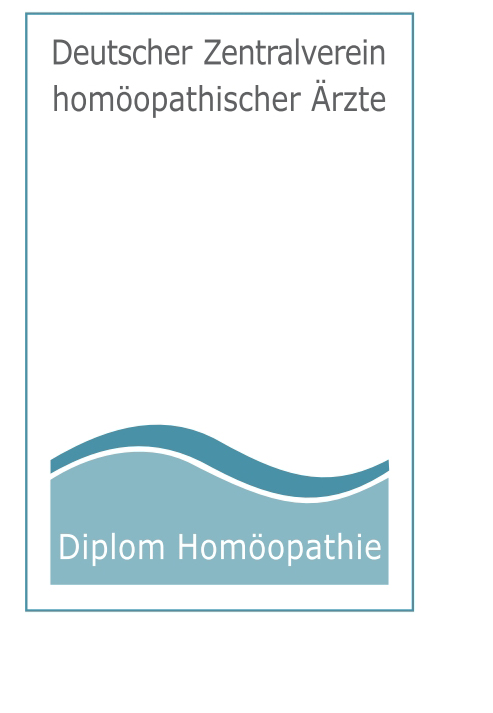 Deutscher Zentralverein
homöopathischer Ärzte
Diplom Homöopathie